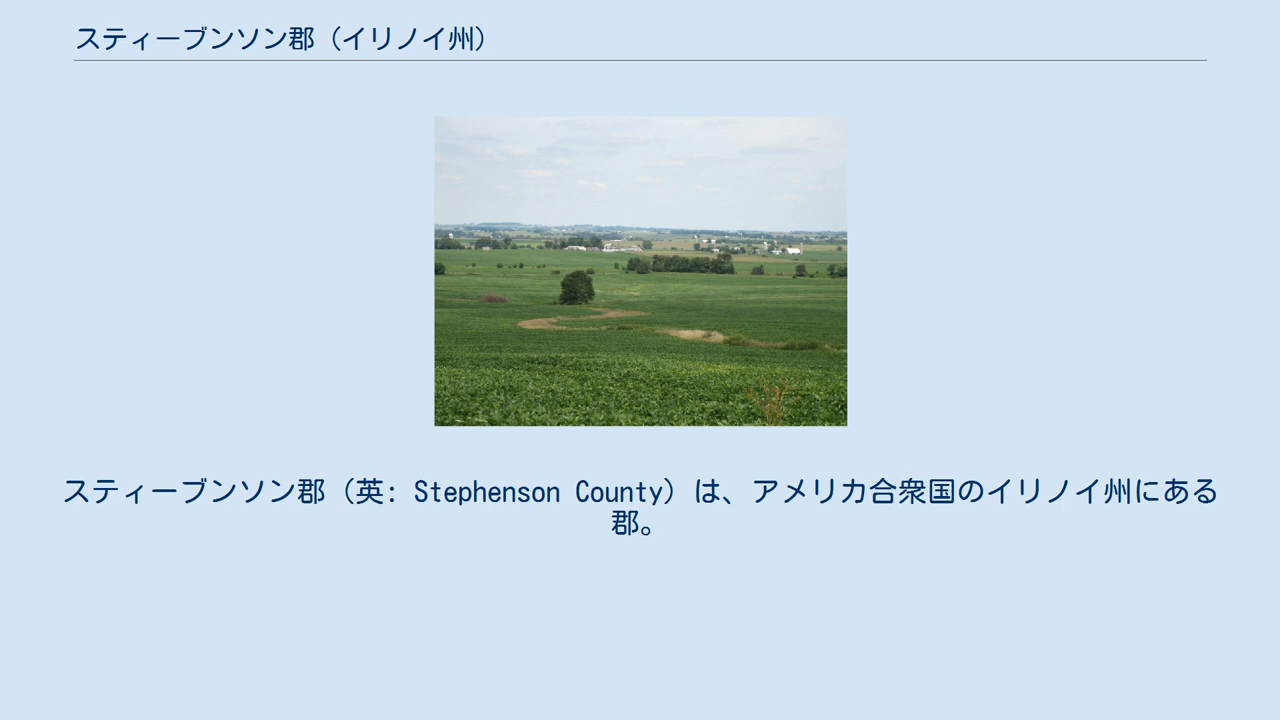 スティーブンソン郡（イリノイ州）
スティーブンソン郡（英: Stephenson County）は、アメリカ合衆国のイリノイ州にある
郡。